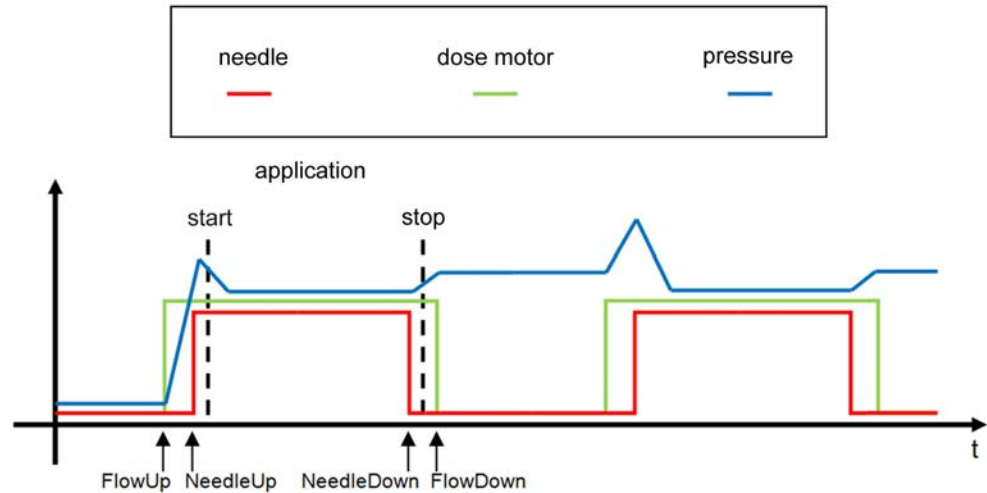 needle dose motor pressure
application
start stop
t
FlowUp NeedleUp NeedleDown FlowDown